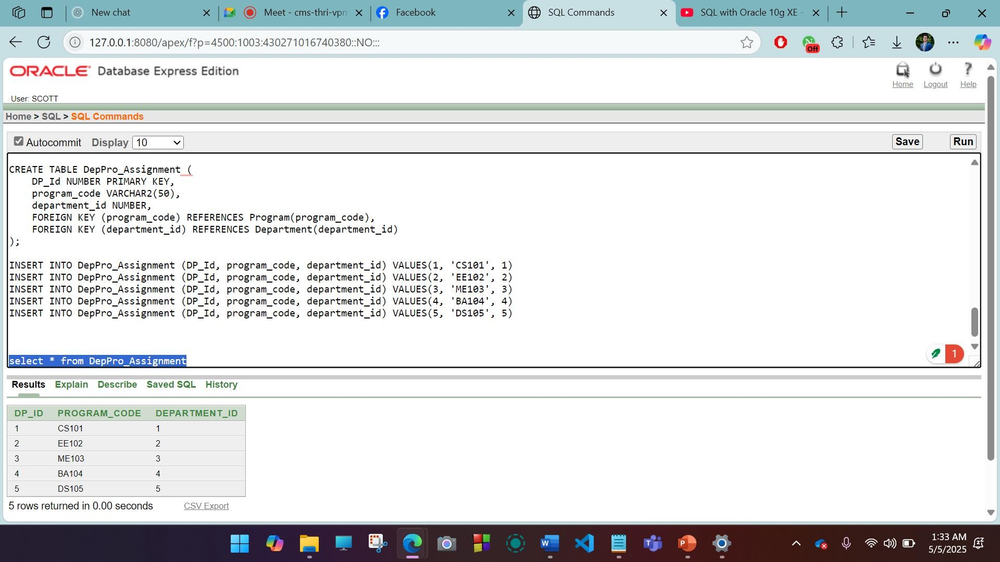 New chat
Meet - cms-thri-vpm
Facebook
SQL Commands
SQL with Oracle 10g XE -
127.0.0.1:8080/apex/f?p=4500:1003:430271016740380::NO:::
Off
ORACLE Database Express Edition
Home Logout Help
User: SCOTT
Home > SQL > SQL Commands
Autocommit Display 10 Save Run
CREATE TABLE DepPro_Assignment (
DP_Id NUMBER PRIMARY KEY,
program_code VARCHAR2(50),
department_id NUMBER,
FOREIGN KEY (program_code) REFERENCES Program(program_code),
FOREIGN KEY (department_id) REFERENCES Department(department_id)
);
INSERT INTO DepPro_Assignment (DP_Id, program_code, department_id) VALUES(1, 'CS101', 1)
INSERT INTO DepPro_Assignment (DP_Id, program_code, department_id) VALUES(2, 'EE102', 2)
INSERT INTO DepPro_Assignment (DP_Id, program_code, department_id) VALUES(3, 'ME103', 3)
INSERT INTO DepPro_Assignment (DP_Id, program_code, department_id) VALUES(4, 'BA104', 4)
INSERT INTO DepPro_Assignment (DP_Id, program_code, department_id) VALUES(5, 'DS105', 5)
1
select * from DepPro_Assignment
Results Explain Describe Saved SQL History
DP_ID PROGRAM_CODE DEPARTMENT_ID
1 CS101 1
2 EE102 2
3 ME103 3
4 BA104 4
5 DS105 5
5 rows returned in 0.00 seconds CSV Export
1:33 AM
5/5/2025